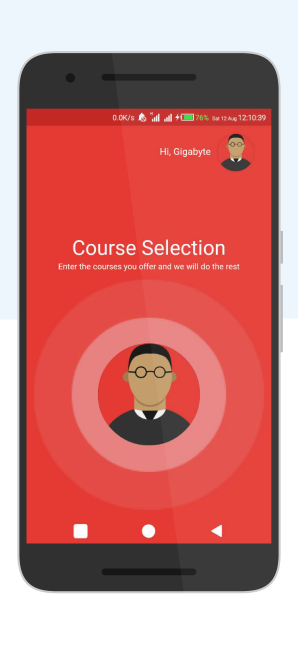 0.0K/s 76% Sat 12 Aug 12:10:39
Hi, Gigabyte
Course Selection
Enter the courses you offer and we will do the rest